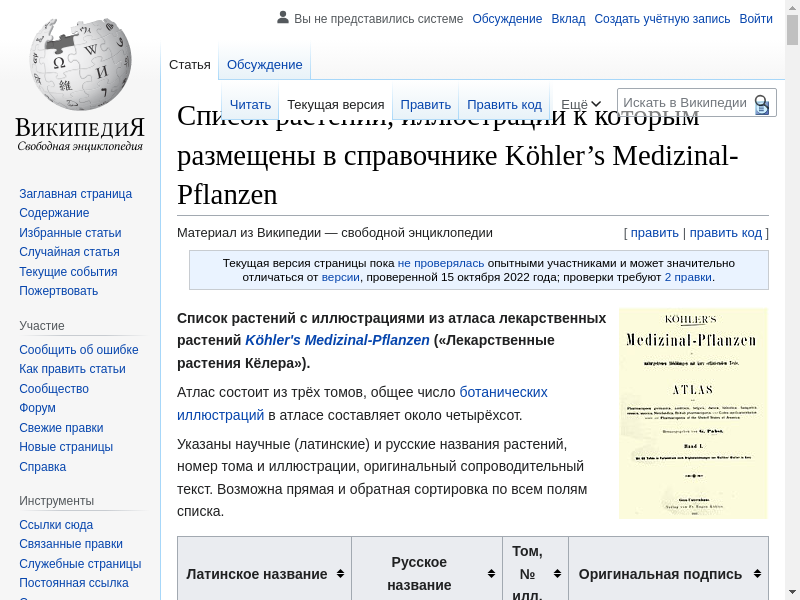 Вы не представились системе Обсуждение Вклад Создать учётную запись Войти
Статья Обсуждение
Читать Текущая версия Править Править код Ещё Искать в Википедии
Википедия
Свободная энциклопедия
Заглавная страница
Содержание
Избранные статьи
Случайная статья
Текущие события
Пожертвовать
Участие
Сообщить об ошибке
Как править статьи
Сообщество
Форум
Свежие правки
Новые страницы
Справка
Инструменты
Ссылки сюда
Связанные правки
Служебные страницы
Постоянная ссылка
Список растений, иллюстрации к которым
размещены в справочнике Köhler’s Medizinal-
Pflanzen
Материал из Википедии — свободной энциклопедии [ править | править код ]
Текущая версия страницы пока не проверялась опытными участниками и может значительно
отличаться от версии, проверенной 15 октября 2022 года; проверки требуют 2 правки.
Список растений с иллюстрациями из атласа лекарственных
растений Köhler's Medizinal-Pflanzen («Лекарственные
растения Кёлера»).
Атлас состоит из трёх томов, общее число ботанических
иллюстраций в атласе составляет около четырёхсот.
Указаны научные (латинские) и русские названия растений,
номер тома и иллюстрации, оригинальный сопроводительный
текст. Возможна прямая и обратная сортировка по всем полям
списка.
KÖHLER'S
Medizinal-Pflanzen
ATLAS
G. Pabst.
Band I.
Латинское название
Русское
название
Том,
№
илл.
Оригинальная подпись